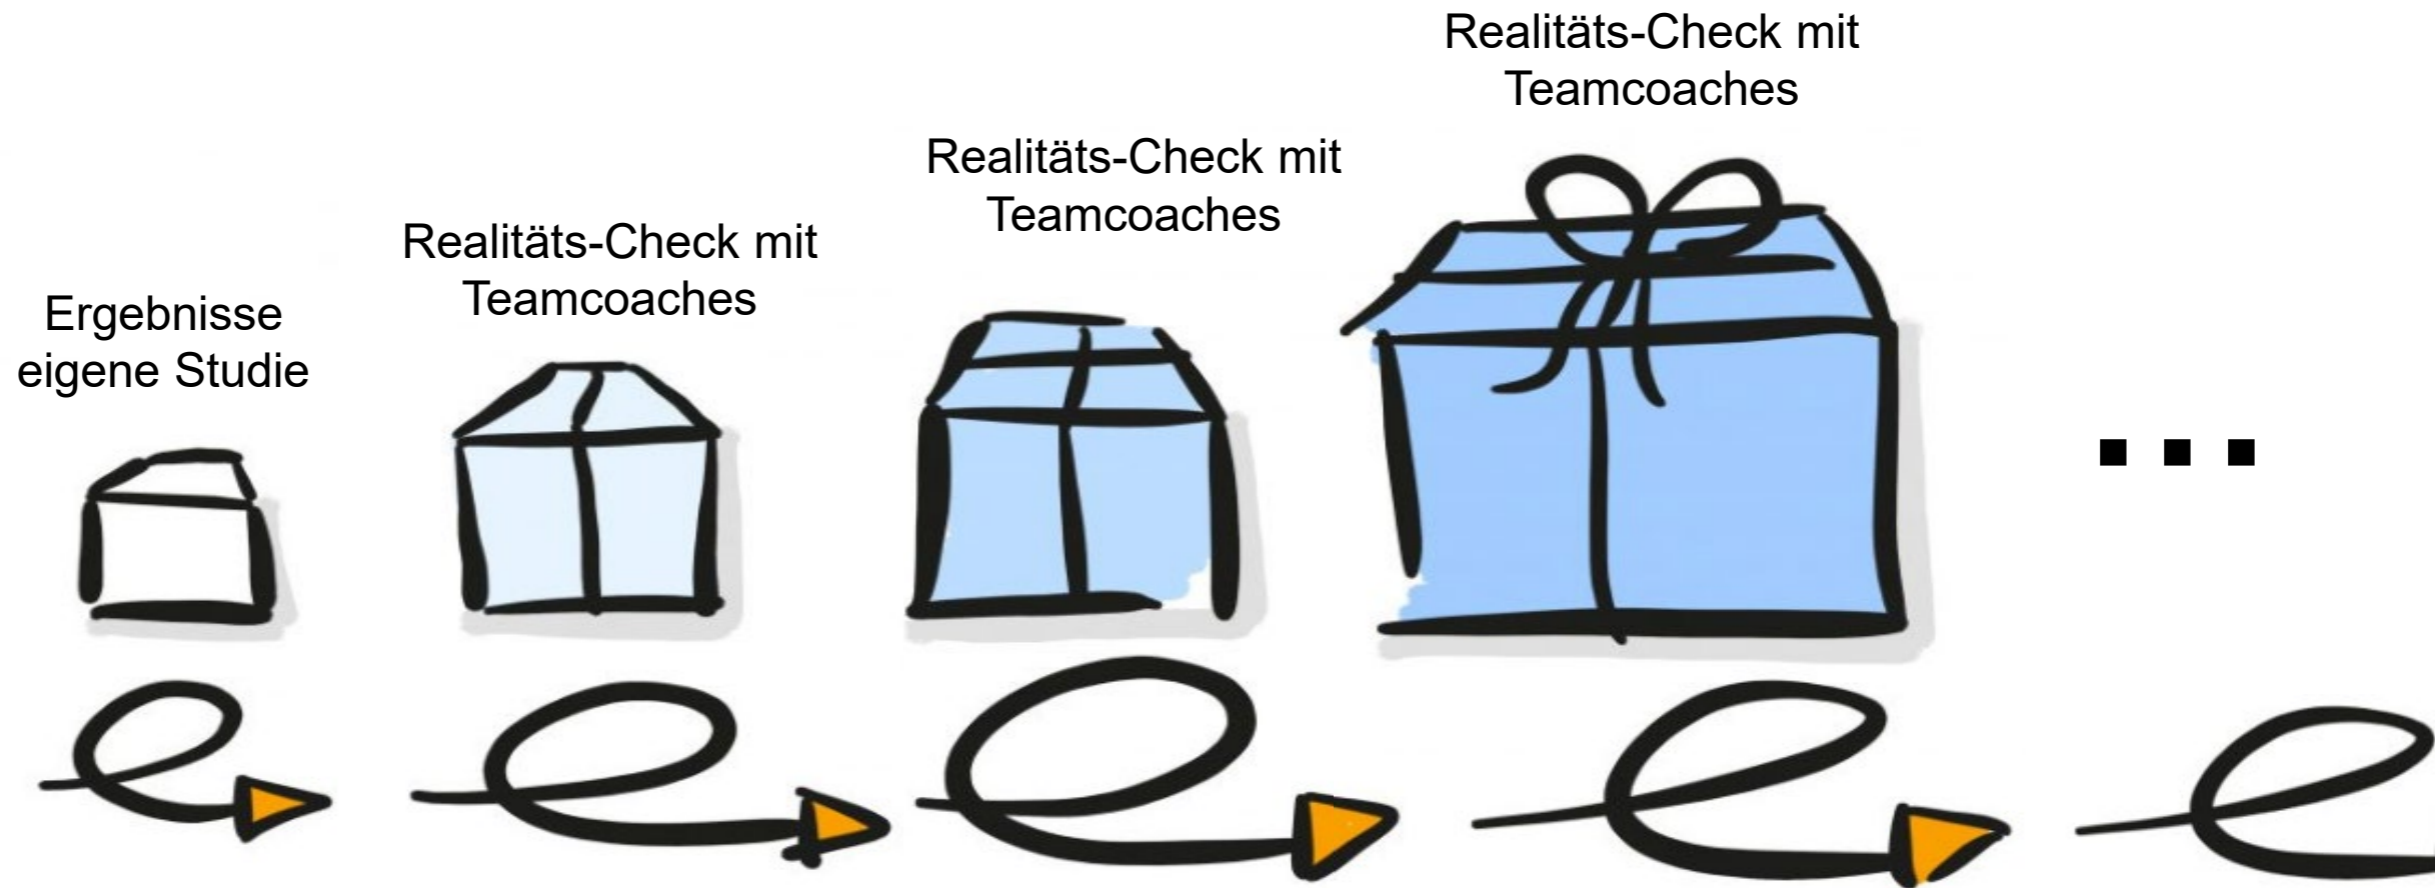 Ergebnisse
eigene Studie
Realitäts-Check mit
Teamcoaches
Realitäts-Check mit
Teamcoaches
Realitäts-Check mit
Teamcoaches
...